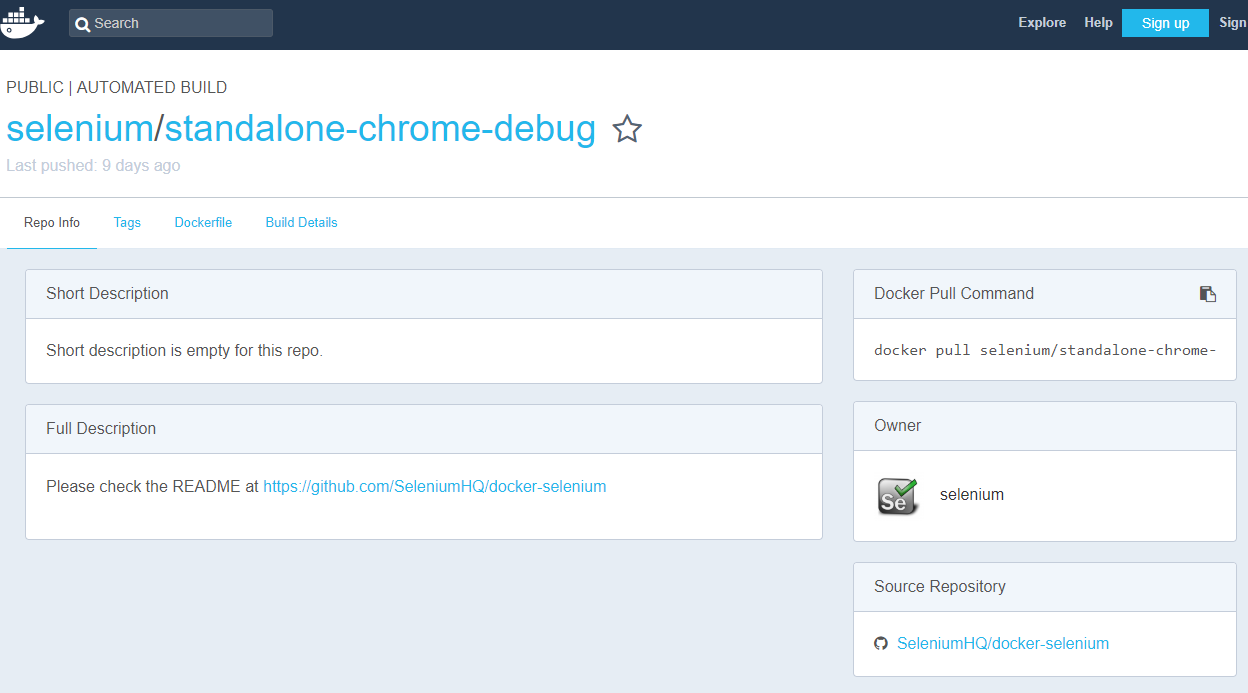 Search
Explore
Help
Sign up
Sign
PUBLIC | AUTOMATED BUILD
selenium/standalone-chrome-debug
Last pushed: 9 days ago
Repo Info
Tags
Dockerfile
Build Details
Short Description
Short description is empty for this repo.
Full Description
Please check the README at https://github.com/SeleniumHQ/docker-selenium
Docker Pull Command
docker pull selenium/standalone-chrome-
Owner
Se
selenium
Source Repository
SeleniumHQ/docker-selenium